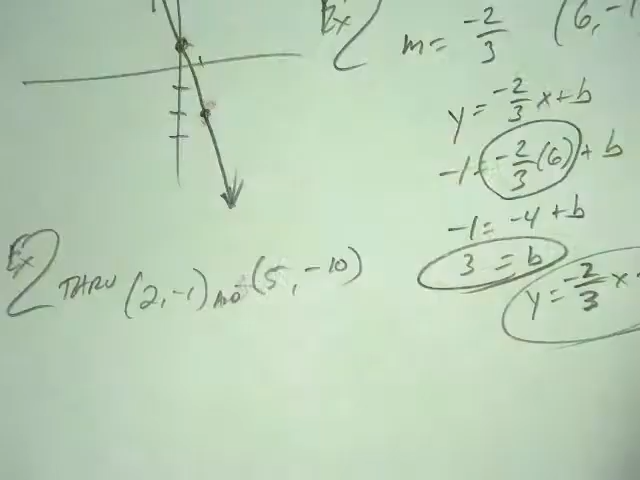 Ex
m = -2/3 (6, -1
y = -2/3 x + b
-1 = -2/3 (6) + b
-1 = -4 + b
3 = b
y = -2/3 x
Ex THRU (2, -1) AND (5, -10)